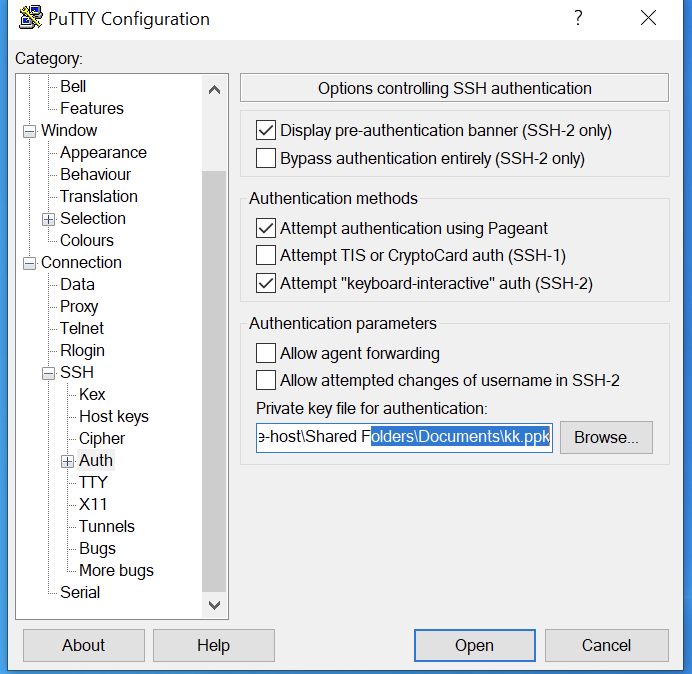 PuTTY Configuration
?
Category:
Bell
Features
Window
Appearance
Behaviour
Translation
Selection
Colours
Connection
Data
Proxy
Telnet
Rlogin
SSH
Kex
Host keys
Cipher
Auth
TTY
X11
Tunnels
Bugs
More bugs
Serial
Options controlling SSH authentication
Display pre-authentication banner (SSH-2 only)
Bypass authentication entirely (SSH-2 only)
Authentication methods
Attempt authentication using Pageant
Attempt TIS or CryptoCard auth (SSH-1)
Attempt "keyboard-interactive" auth (SSH-2)
Authentication parameters
Allow agent forwarding
Allow attempted changes of username in SSH-2
Private key file for authentication:
e-host\Shared Folders\Documents\kk.ppk
Browse...
About
Help
Open
Cancel